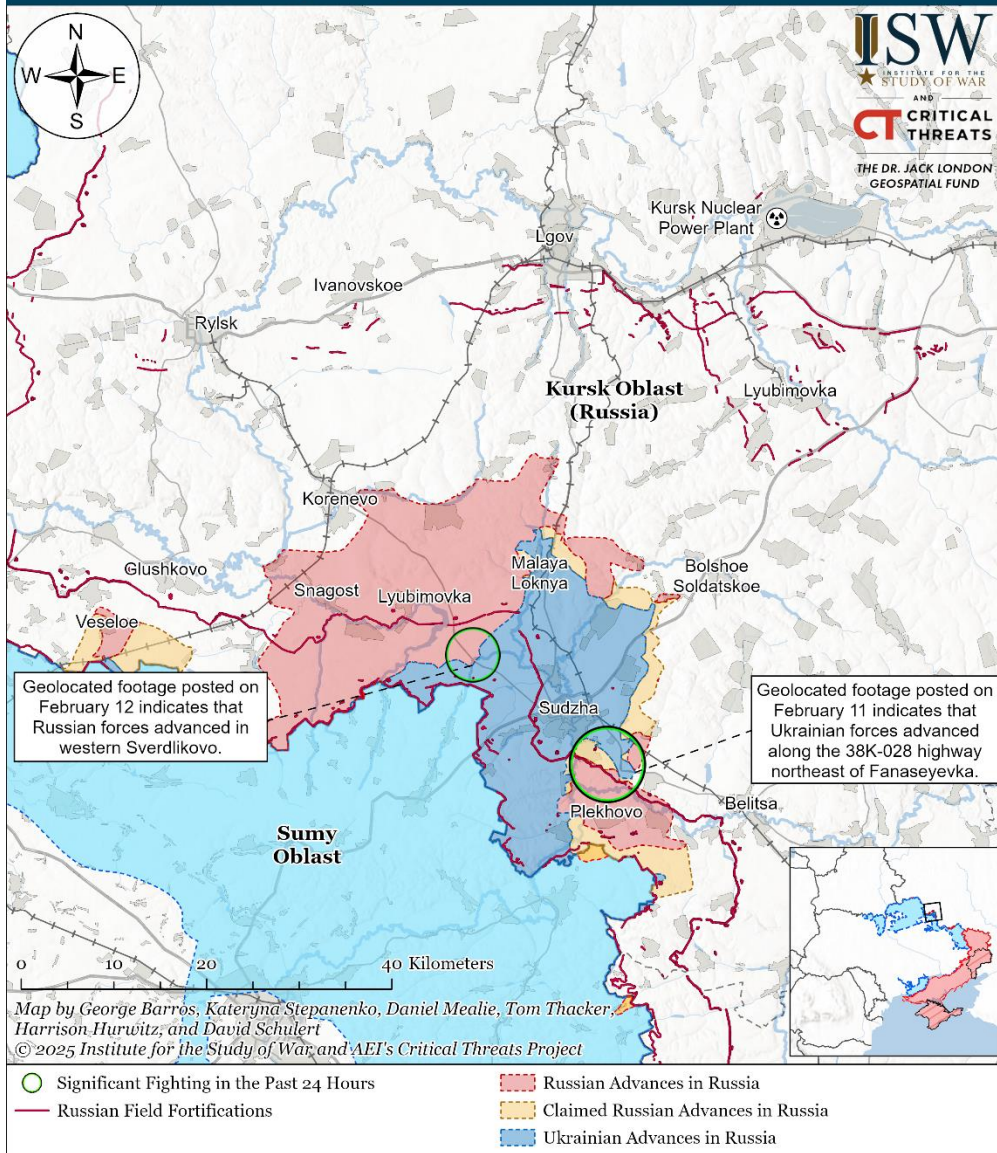 N
W E
S
ISW
INSTITUTE FOR THE
STUDY OF WAR
AND
CT CRITICAL
THREATS
THE DR. JACK LONDON
GEOSPATIAL FUND
Kursk Nuclear
Power Plant
Lgov
Ivanovskoe
Rylsk
Kursk Oblast
(Russia)
Lyubimovka
Korenevo
Glushkovo
Malaya
Loknya
Bolshoe
Soldatskoe
Snagost
Lyubimovka
Veseloe
Geolocated footage posted on
February 12 indicates that
Russian forces advanced in
western Sverdlikovo.
Sudzha
Geolocated footage posted on
February 11 indicates that
Ukrainian forces advanced
along the 38K-028 highway
northeast of Fanaseyevka.
Plekhovo
Belitsa
Sumy
Oblast
0 10 20 40 Kilometers
Map by George Barros, Kateryna Stepanenko, Daniel Mealie, Tom Thacker,
Harrison Hurwitz, and David Schulert
© 2025 Institute for the Study of War and AEI's Critical Threats Project
Significant Fighting in the Past 24 Hours
Russian Field Fortifications
Russian Advances in Russia
Claimed Russian Advances in Russia
Ukrainian Advances in Russia